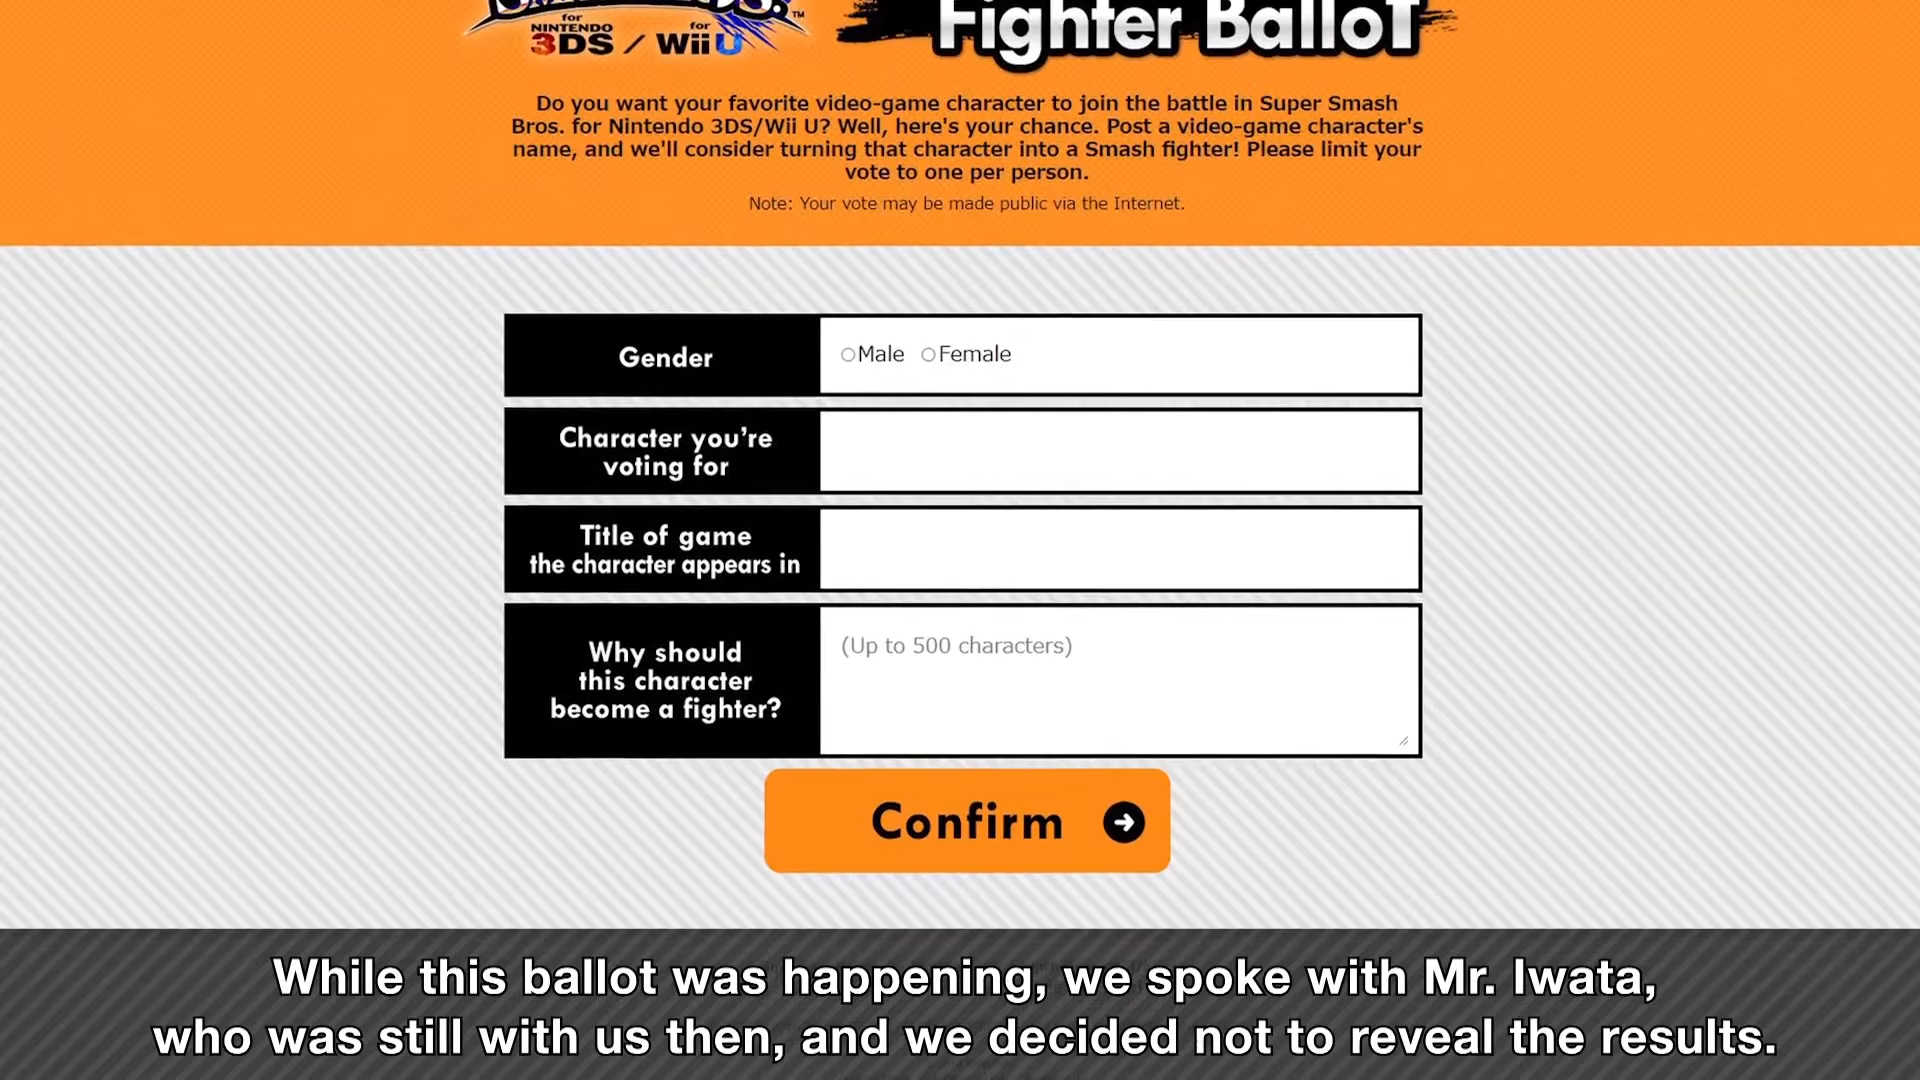 SMASH BROS.
TM
for
NINTENDO
3DS / for
Wii U
Fighter Ballot
Do you want your favorite video-game character to join the battle in Super Smash
Bros. for Nintendo 3DS/Wii U? Well, here's your chance. Post a video-game character's
name, and we'll consider turning that character into a Smash fighter! Please limit your
vote to one per person.
Note: Your vote may be made public via the Internet.
Gender
Male Female
Character you're
voting for
Title of game
the character appears in
Why should
this character
become a fighter?
(Up to 500 characters)
Confirm
While this ballot was happening, we spoke with Mr. Iwata,
who was still with us then, and we decided not to reveal the results.